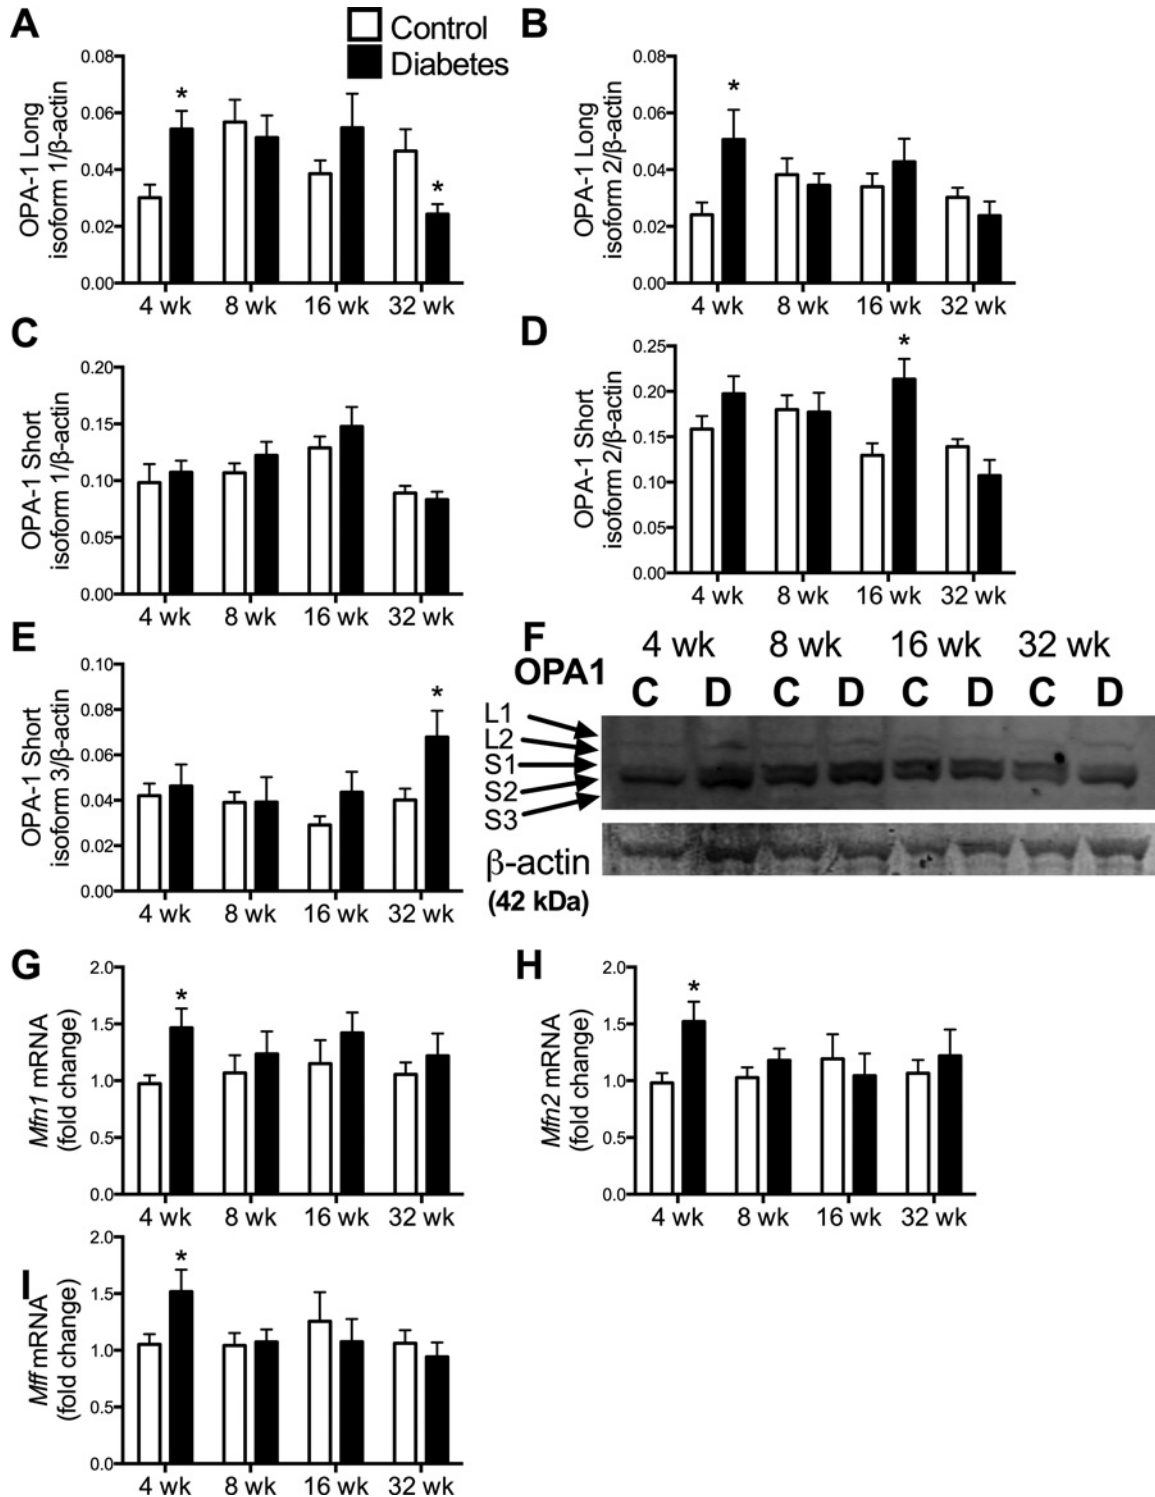 A
Control
Diabetes
B
OPA-1 Long
isoform 1/β-actin
0.08
0.06
0.04
0.02
0.00
*
*
4 wk 8 wk 16 wk 32 wk
OPA-1 Long
isoform 2/β-actin
0.08
0.06
0.04
0.02
0.00
*
4 wk 8 wk 16 wk 32 wk
C
OPA-1 Short
isoform 1/β-actin
0.20
0.15
0.10
0.05
0.00
4 wk 8 wk 16 wk 32 wk
D
OPA-1 Short
isoform 2/β-actin
0.25
0.20
0.15
0.10
0.05
0.00
*
4 wk 8 wk 16 wk 32 wk
E
OPA-1 Short
isoform 3/β-actin
0.10
0.08
0.06
0.04
0.02
0.00
*
4 wk 8 wk 16 wk 32 wk
F
4 wk 8 wk 16 wk 32 wk
OPA1
C D C D C D C D
L1
L2
S1
S2
S3
β-actin
(42 kDa)
G
Mfn1 mRNA
(fold change)
2.0
1.5
1.0
0.5
0.0
*
4 wk 8 wk 16 wk 32 wk
H
Mfn2 mRNA
(fold change)
2.0
1.5
1.0
0.5
0.0
*
4 wk 8 wk 16 wk 32 wk
I
Mff mRNA
(fold change)
2.0
1.5
1.0
0.5
0.0
*
4 wk 8 wk 16 wk 32 wk